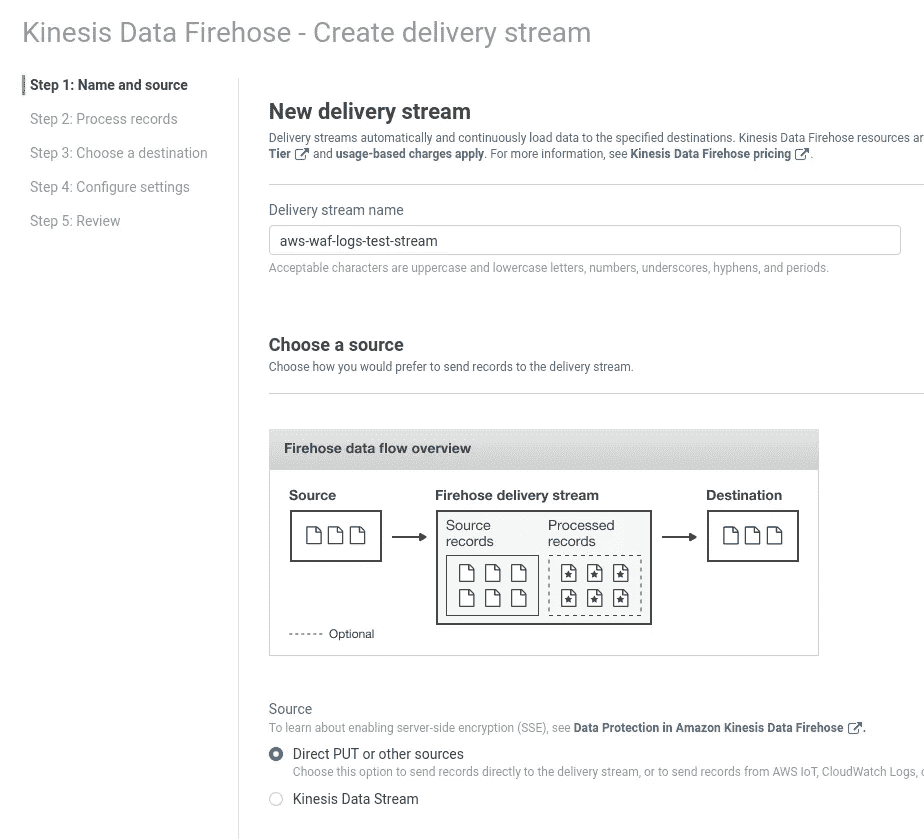 Kinesis Data Firehose - Create delivery stream
Step 1: Name and source
Step 2: Process records
Step 3: Choose a destination
Step 4: Configure settings
Step 5: Review
New delivery stream
Delivery streams automatically and continuously load data to the specified destinations. Kinesis Data Firehose resources
Tier and usage-based charges apply. For more information, see Kinesis Data Firehose pricing.
Delivery stream name
aws-waf-logs-test-stream
Acceptable characters are uppercase and lowercase letters, numbers, underscores, hyphens, and periods.
Choose a source
Choose how you would prefer to send records to the delivery stream.
Firehose data flow overview
Source
Firehose delivery stream
Destination
Source
records
Processed
records
Optional
Source
To learn about enabling server-side encryption (SSE), see Data Protection in Amazon Kinesis Data Firehose.
Direct PUT or other sources
Choose this option to send records directly to the delivery stream, or to send records from AWS IoT, CloudWatch Logs,
Kinesis Data Stream